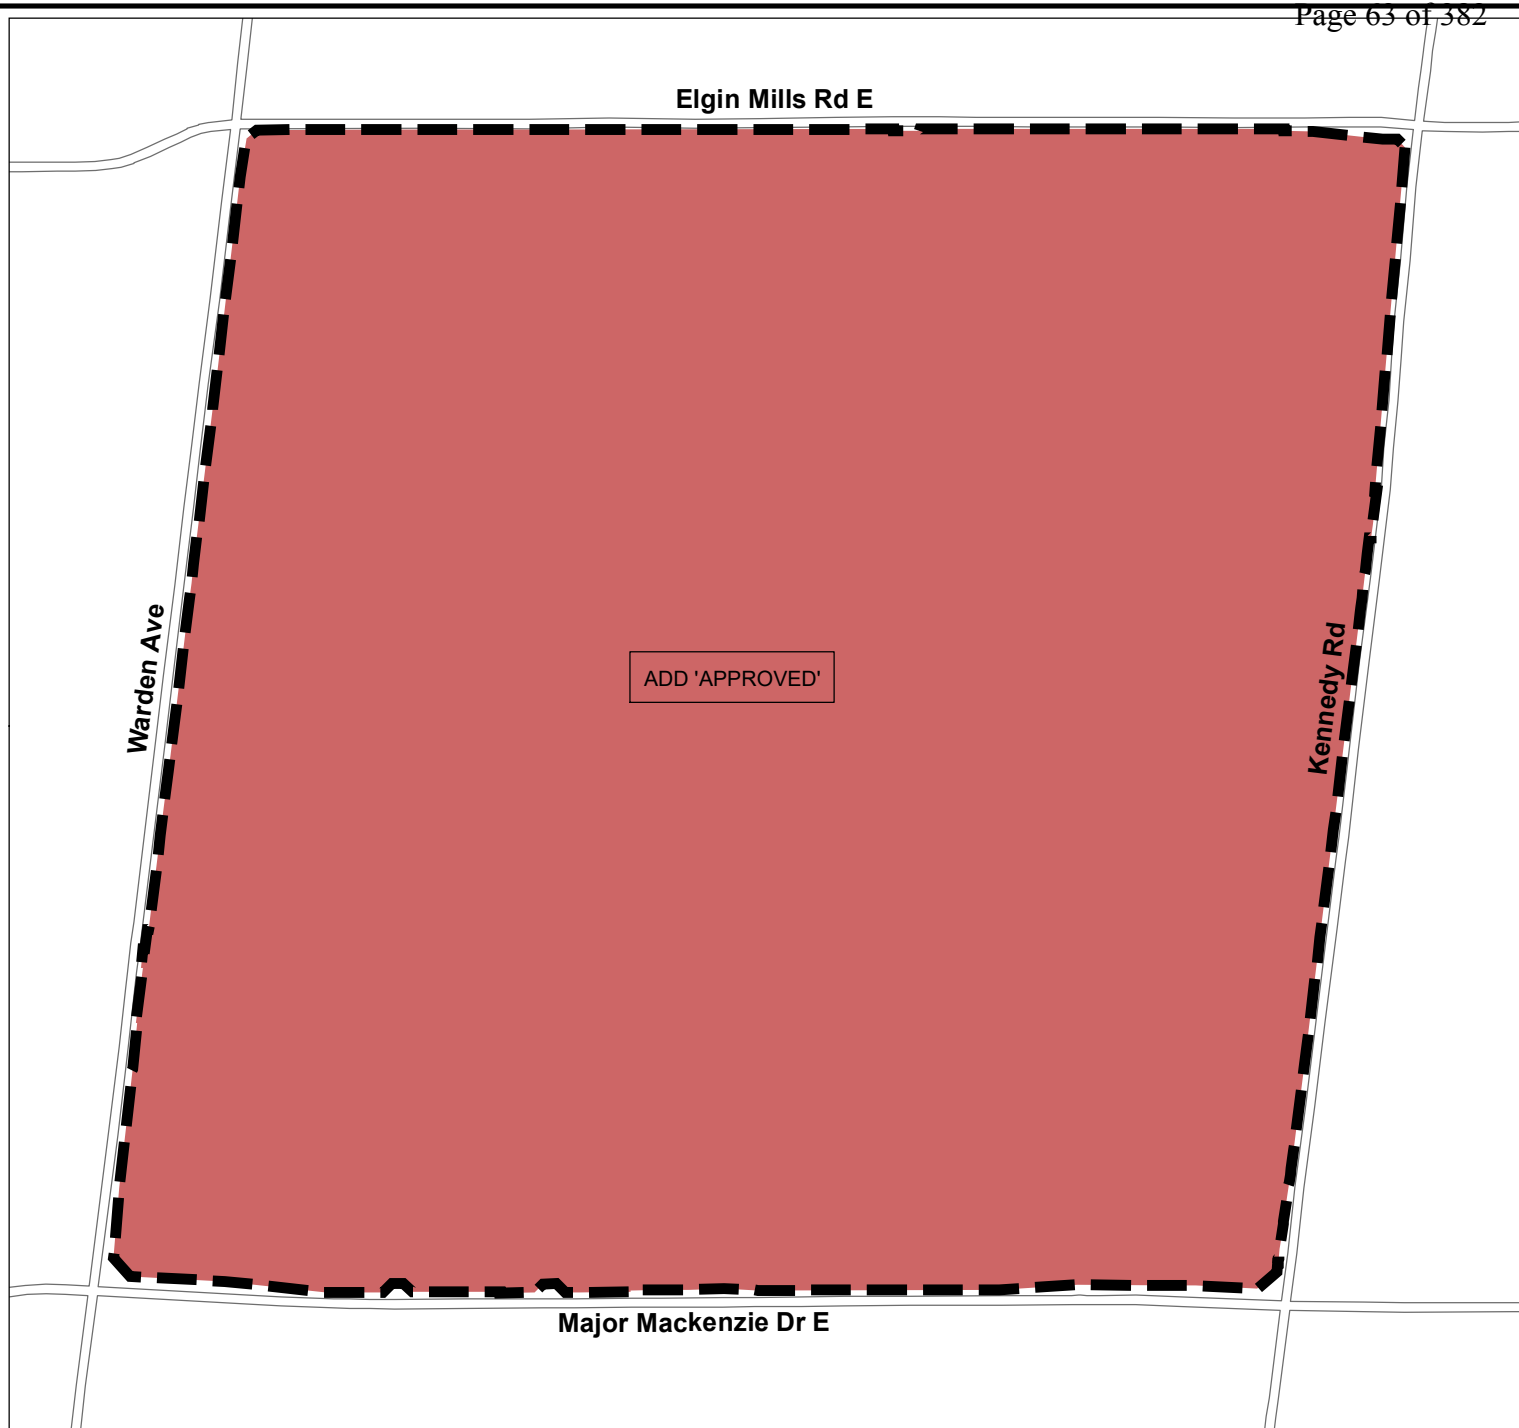 Page 63 of 382
Elgin Mills Rd E
Warden Ave
ADD 'APPROVED'
Kennedy Rd
Major Mackenzie Dr E